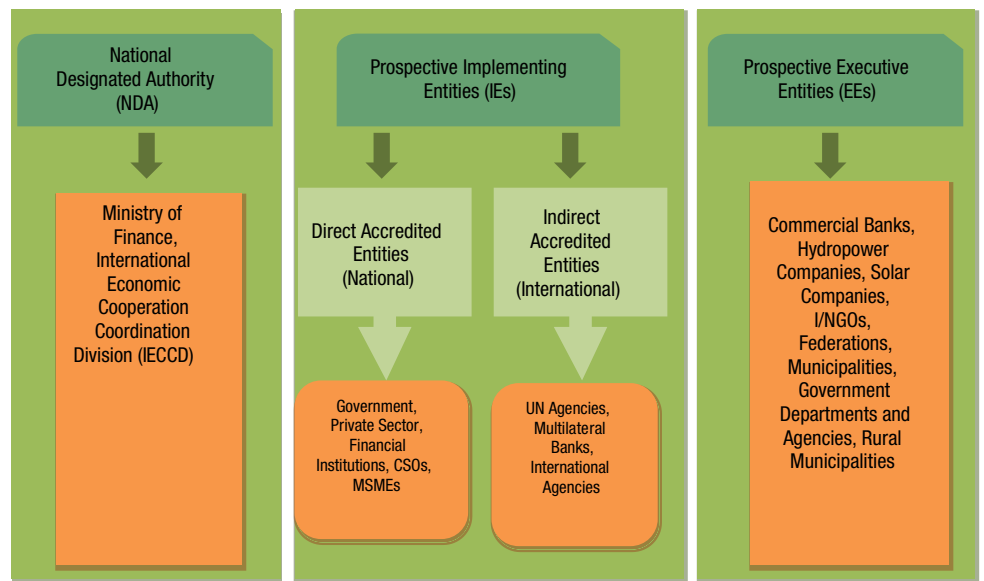 National
Designated Authority
(NDA)
Ministry of
Finance,
International
Economic
Cooperation
Coordination
Division (IECCD)
Prospective Implementing
Entities (IEs)
Direct Accredited
Entities
(National)
Government,
Private Sector,
Financial
Institutions, CSOs,
MSMEs
Indirect
Accredited
Entities
(International)
UN Agencies,
Multilateral
Banks,
International
Agencies
Prospective Executive
Entities (EEs)
Commercial Banks,
Hydropower
Companies, Solar
Companies,
I/NGOs,
Federations,
Municipalities,
Government
Departments and
Agencies, Rural
Municipalities